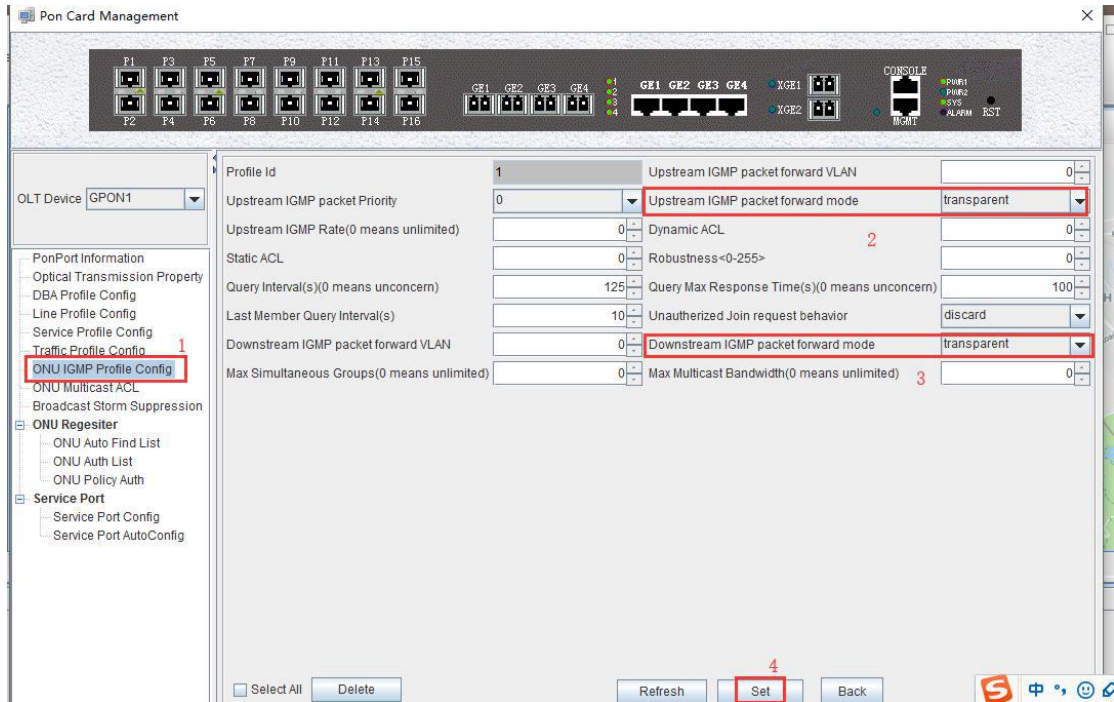 Pon Card Management
P1 P3 P5 P7 P9 P11 P13 P15
P2 P4 P6 P8 P10 P12 P14 P16
GE1 GE2 GE3 GE4
1
2
3
4
GE1 GE2 GE3 GE4
XGE1
XGE2
CONSOLE
MGMT
PWR1
PWR2
SYS
ALARM
RST
OLT Device GPON1
PonPort Information
Optical Transmission Property
DBA Profile Config
Line Profile Config
Service Profile Config
Traffic Profile Config
1
ONU IGMP Profile Config
ONU Multicast ACL
Broadcast Storm Suppression
ONU Regesiter
ONU Auto Find List
ONU Auth List
ONU Policy Auth
Service Port
Service Port Config
Service Port AutoConfig
Profile Id 1 Upstream IGMP packet forward VLAN 0
Upstream IGMP packet Priority 0 Upstream IGMP packet forward mode transparent
Upstream IGMP Rate(0 means unlimited) 0 Dynamic ACL 0
2
Static ACL 0 Robustness<0-255> 0
Query Interval(s)(0 means unconcern) 125 Query Max Response Time(s)(0 means unconcern) 100
Last Member Query Interval(s) 10 Unautherized Join request behavior discard
Downstream IGMP packet forward VLAN 0 Downstream IGMP packet forward mode transparent
Max Simultaneous Groups(0 means unlimited) 0 Max Multicast Bandwidth(0 means unlimited) 3 0
4
Select All Delete Refresh Set Back
S 中